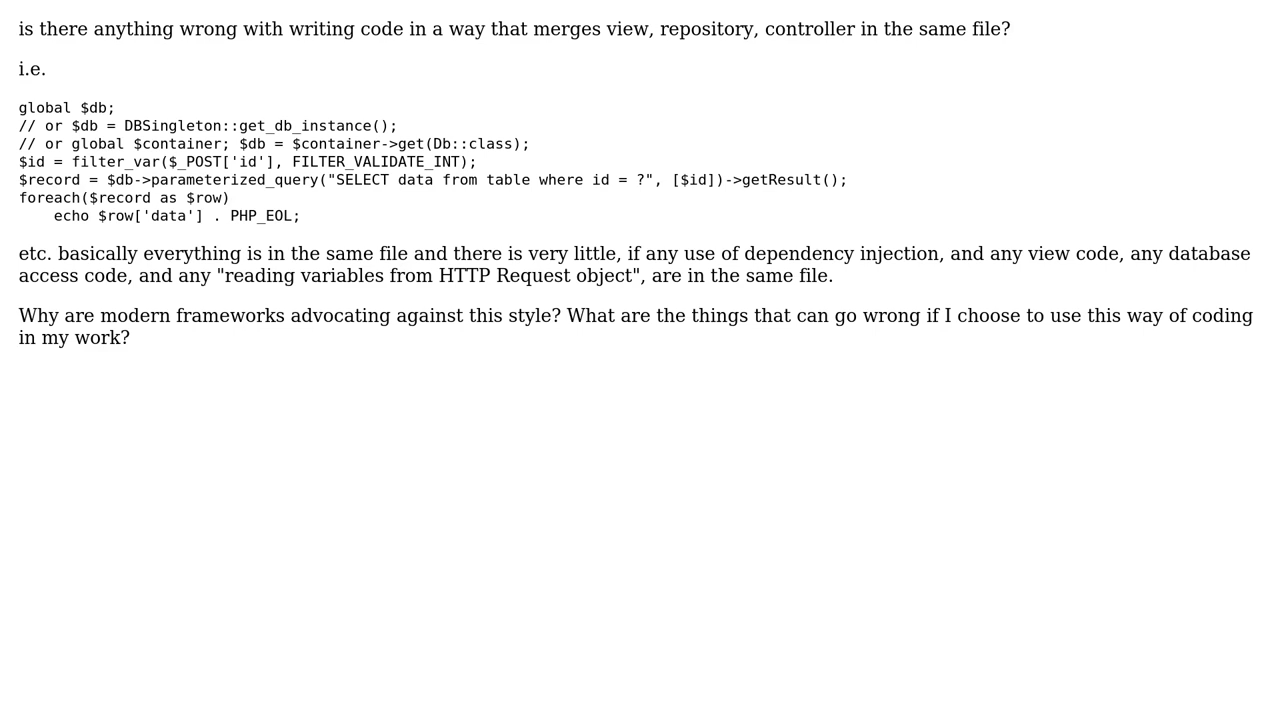 is there anything wrong with writing code in a way that merges view, repository, controller in the same file?
i.e.
global $db;
// or $db = DBSingleton::get_db_instance();
// or global $container; $db = $container->get(Db::class);
$id = filter_var($_POST['id'], FILTER_VALIDATE_INT);
$record = $db->parameterized_query("SELECT data from table where id = ?", [$id])->getResult();
foreach($record as $row)
    echo $row['data'] . PHP_EOL;
etc. basically everything is in the same file and there is very little, if any use of dependency injection, and any view code, any database
access code, and any "reading variables from HTTP Request object", are in the same file.
Why are modern frameworks advocating against this style? What are the things that can go wrong if I choose to use this way of coding
in my work?